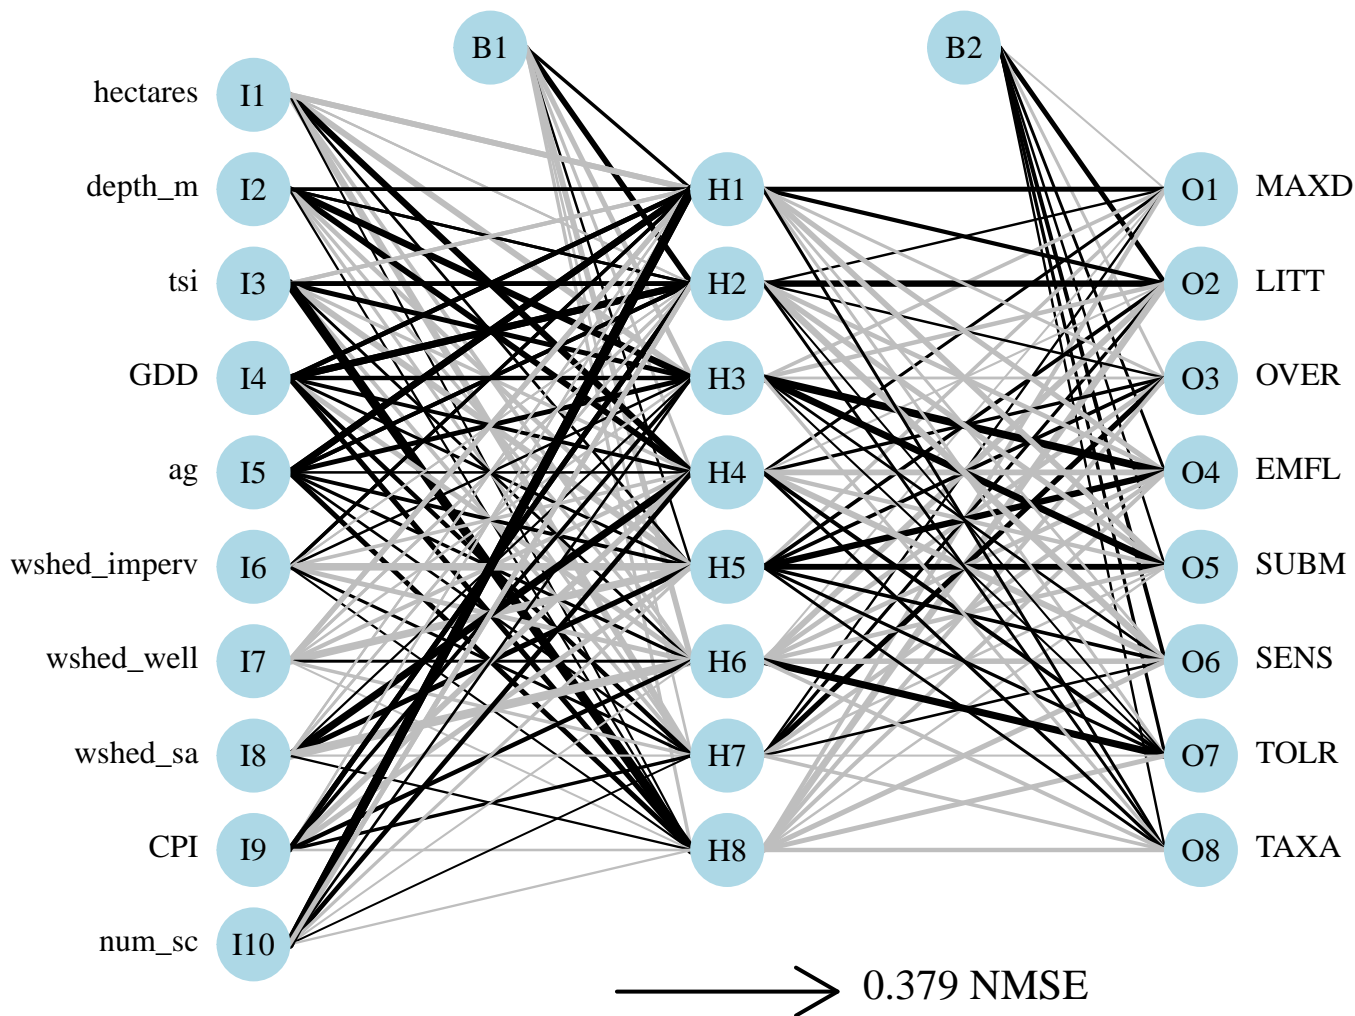 B1 B2
hectares I1
depth_m I2 H1 O1 MAXD
tsi I3 H2 O2 LITT
GDD I4 H3 O3 OVER
ag I5 H4 O4 EMFL
wshed_imperv I6 H5 O5 SUBM
wshed_well I7 H6 O6 SENS
wshed_sa I8 H7 O7 TOLR
CPI I9 H8 O8 TAXA
num_sc I10
0.379 NMSE